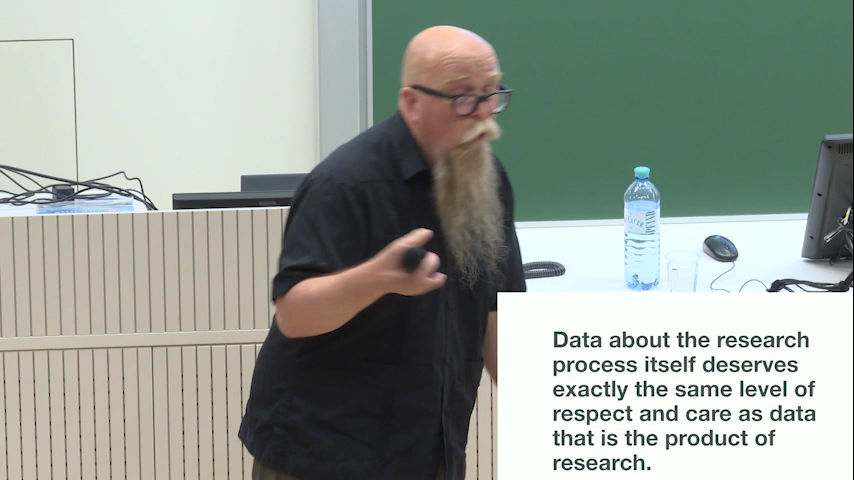 Data about the research
process itself deserves
exactly the same level of
respect and care as data
that is the product of
research.